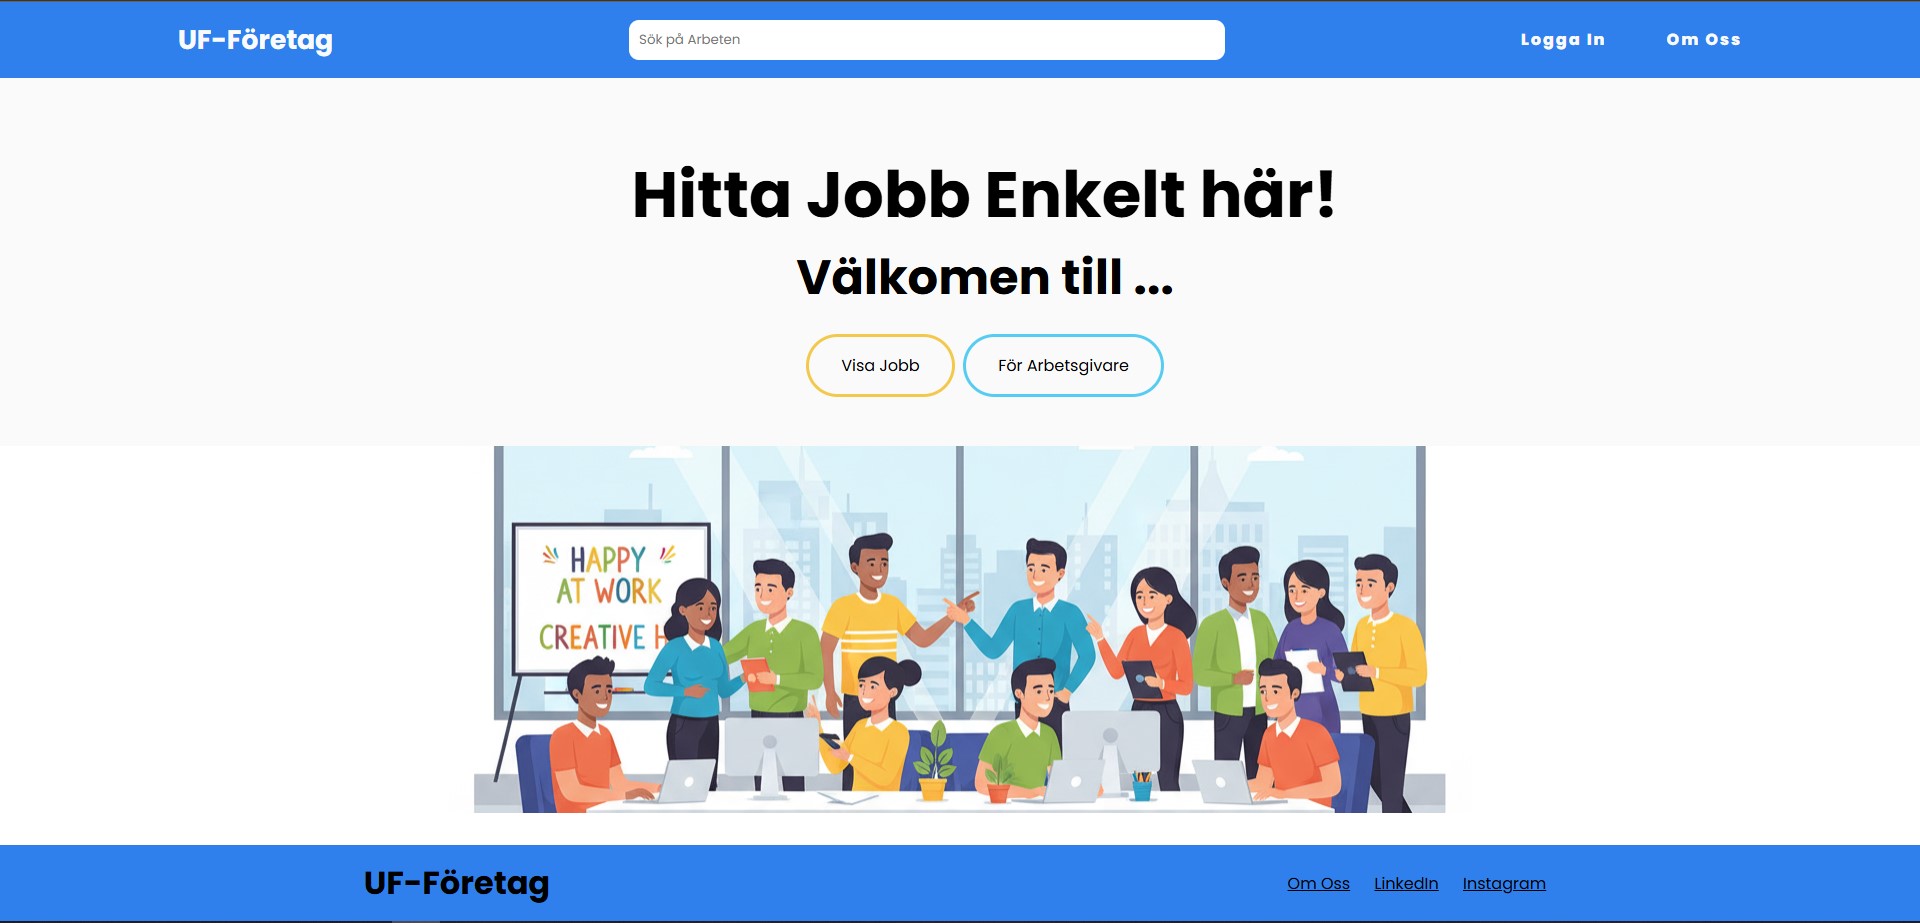 UF-Företag
Sök på Arbeten
Logga In
Om Oss
Hitta Jobb Enkelt här!
Välkomen till ...
Visa Jobb
För Arbetsgivare
HAPPY
AT WORK
CREATIVE H
UF-Företag
Om Oss
LinkedIn
Instagram